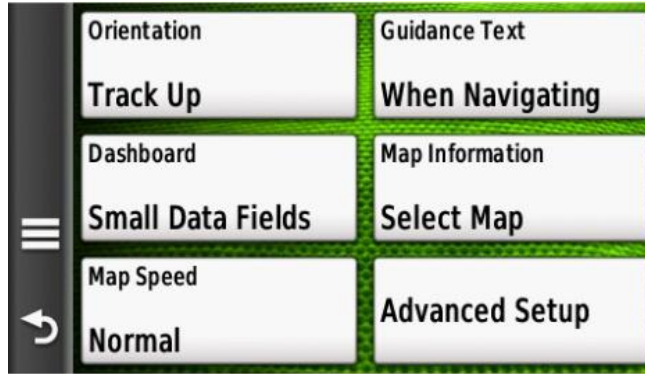 Orientation
Track Up
Guidance Text
When Navigating
Dashboard
Small Data Fields
Map Information
Select Map
Map Speed
Normal
Advanced Setup